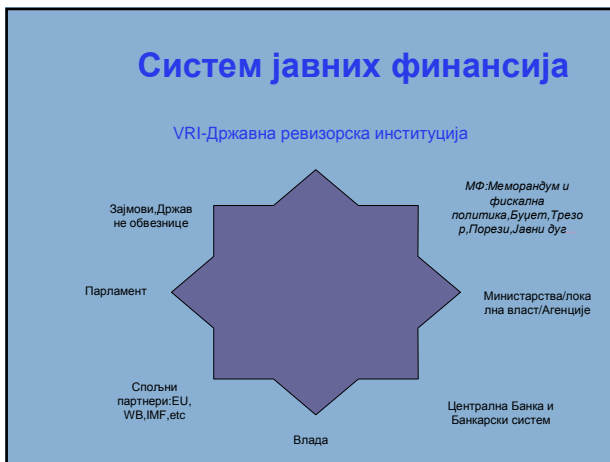 Систем јавних финансија
VRI-Државна ревизорска институција
МФ:Меморандум и
фискална
политика,Буџет,Трезо
р,Порези,Јавни дуг...
Зајмови,Држав
не обвезнице
Парламент
Министарства/лока
лна власт/Агенције
Спољни
партнери:EU,
WB,IMF,etc
Централна Банка и
Банкарски систем
Влада